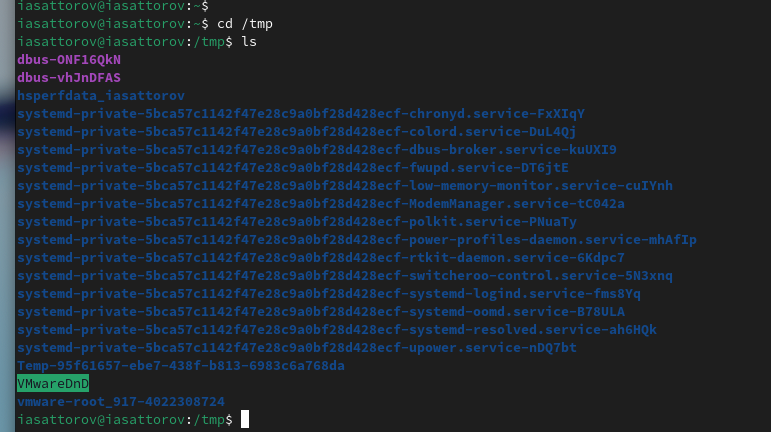 iasattorov@iasattorov:~$
iasattorov@iasattorov:~$ cd /tmp
iasattorov@iasattorov:/tmp$ ls
dbus-ONF16QkN
dbus-vhJnDFAS
hsperfdata_iasattorov
systemd-private-5bca57c1142f47e28c9a0bf28d428ecf-chronyd.service-FxXIqY
systemd-private-5bca57c1142f47e28c9a0bf28d428ecf-colord.service-DuL4Qj
systemd-private-5bca57c1142f47e28c9a0bf28d428ecf-dbus-broker.service-kuUXI9
systemd-private-5bca57c1142f47e28c9a0bf28d428ecf-fwupd.service-DT6jtE
systemd-private-5bca57c1142f47e28c9a0bf28d428ecf-low-memory-monitor.service-cuIYnh
systemd-private-5bca57c1142f47e28c9a0bf28d428ecf-ModemManager.service-tC042a
systemd-private-5bca57c1142f47e28c9a0bf28d428ecf-polkit.service-PNuaTy
systemd-private-5bca57c1142f47e28c9a0bf28d428ecf-power-profiles-daemon.service-mhAfIp
systemd-private-5bca57c1142f47e28c9a0bf28d428ecf-rtkit-daemon.service-6Kdpc7
systemd-private-5bca57c1142f47e28c9a0bf28d428ecf-switcheroo-control.service-5N3xnq
systemd-private-5bca57c1142f47e28c9a0bf28d428ecf-systemd-logind.service-fms8Yq
systemd-private-5bca57c1142f47e28c9a0bf28d428ecf-systemd-oomd.service-B78ULA
systemd-private-5bca57c1142f47e28c9a0bf28d428ecf-systemd-resolved.service-ah6HQk
systemd-private-5bca57c1142f47e28c9a0bf28d428ecf-upower.service-nDQ7bt
Temp-95f61657-ebe7-438f-b813-6983c6a768da
VMwareDnD
vmware-root_917-4022308724
iasattorov@iasattorov:/tmp$